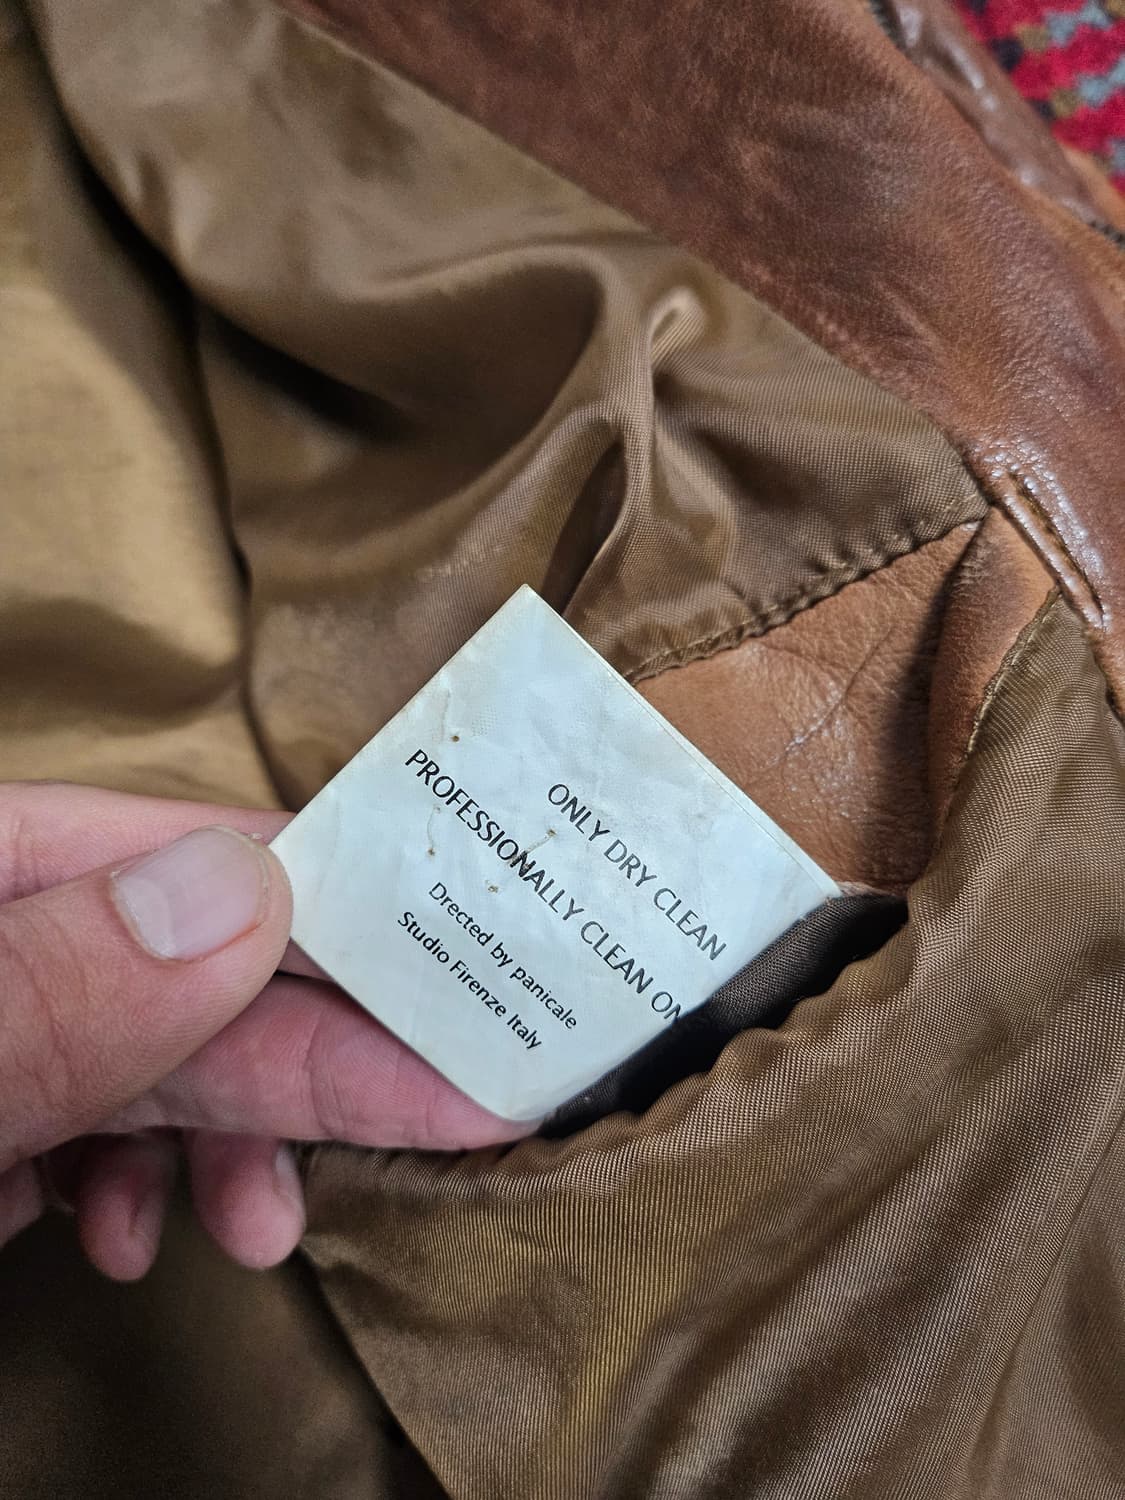 ONLY DRY CLEAN
PROFESSIONALLY CLEAN ON
Drected by panicale
Studio Firenze Italy